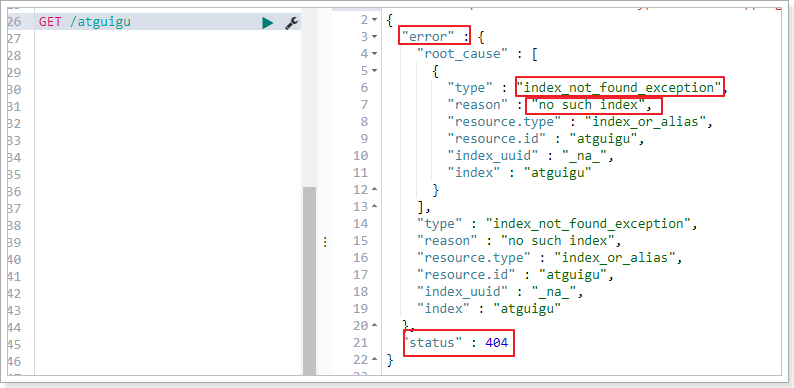 26 GET /atguigu
27
28
29
30
31
32
33
34
35
36
37
38
39
40
41
42
43
44
45
46
2 {
3 "error" : {
4 "root_cause" : [
5 {
6 "type" : "index_not_found_exception",
7 "reason" : "no such index",
8 "resource.type" : "index_or_alias",
9 "resource.id" : "atguigu",
10 "index_uuid" : "_na_",
11 "index" : "atguigu"
12 }
13 ],
14 "type" : "index_not_found_exception",
15 "reason" : "no such index",
16 "resource.type" : "index_or_alias",
17 "resource.id" : "atguigu",
18 "index_uuid" : "_na_",
19 "index" : "atguigu"
20 },
21 "status" : 404
22 }